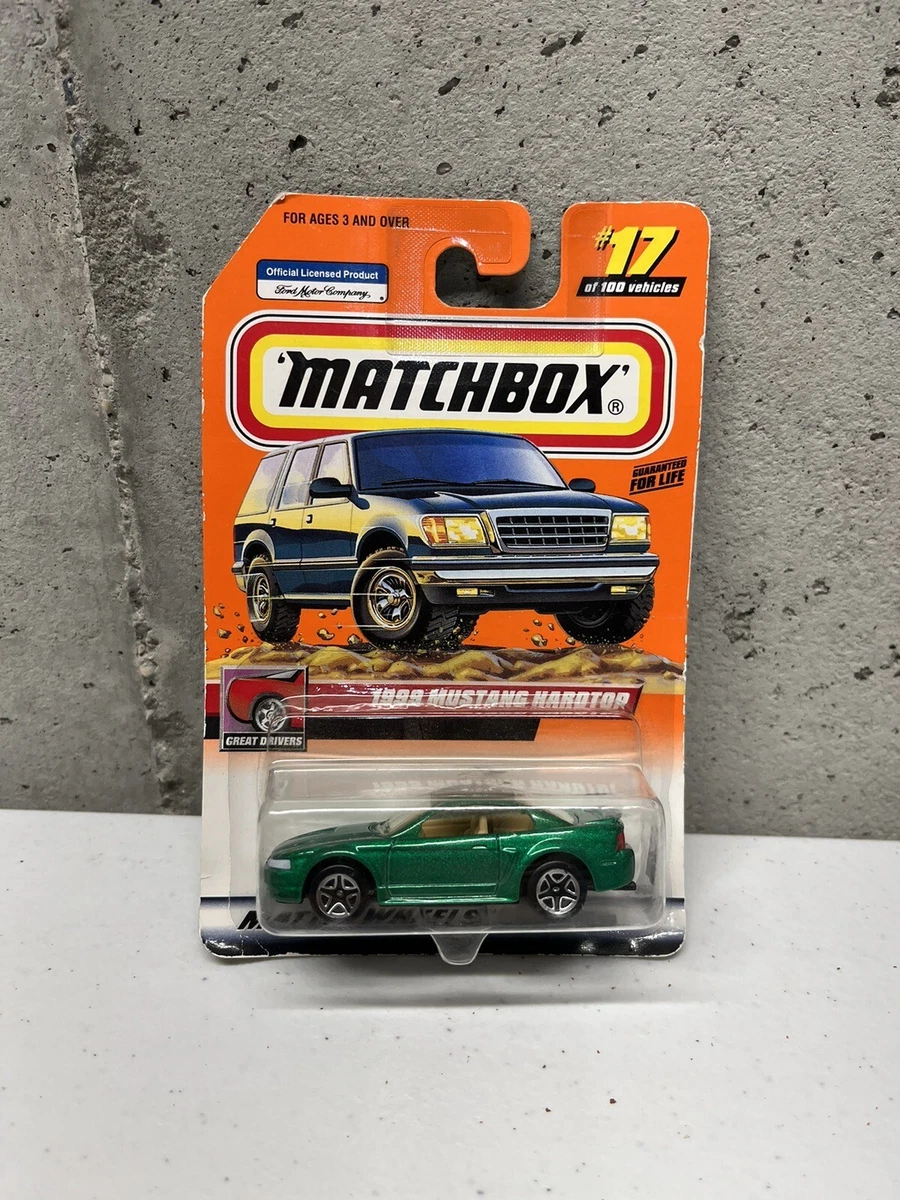 FOR AGES 3 AND OVER
#17
of 100 vehicles
Official Licensed Product
Ford Motor Company
'MATCHBOX'®
GUARANTEED
FOR LIFE
1999 MUSTANG HARDTOP
GREAT DRIVERS
WHEELS